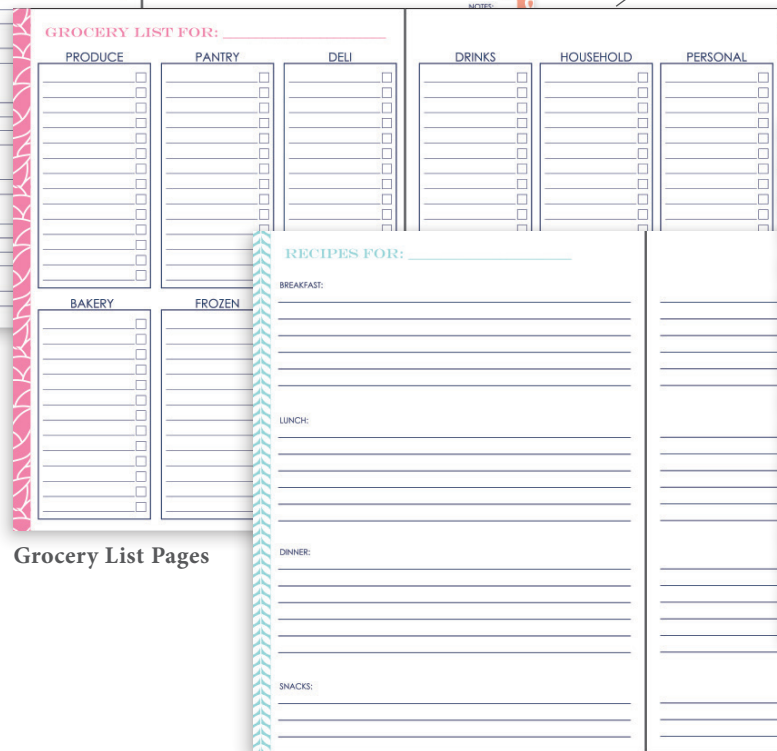 NOTES:
GROCERY LIST FOR:
PRODUCE PANTRY DELI DRINKS HOUSEHOLD PERSONAL
BAKERY FROZEN
RECIPES FOR:
BREAKFAST:
LUNCH:
DINNER:
SNACKS:
Grocery List Pages